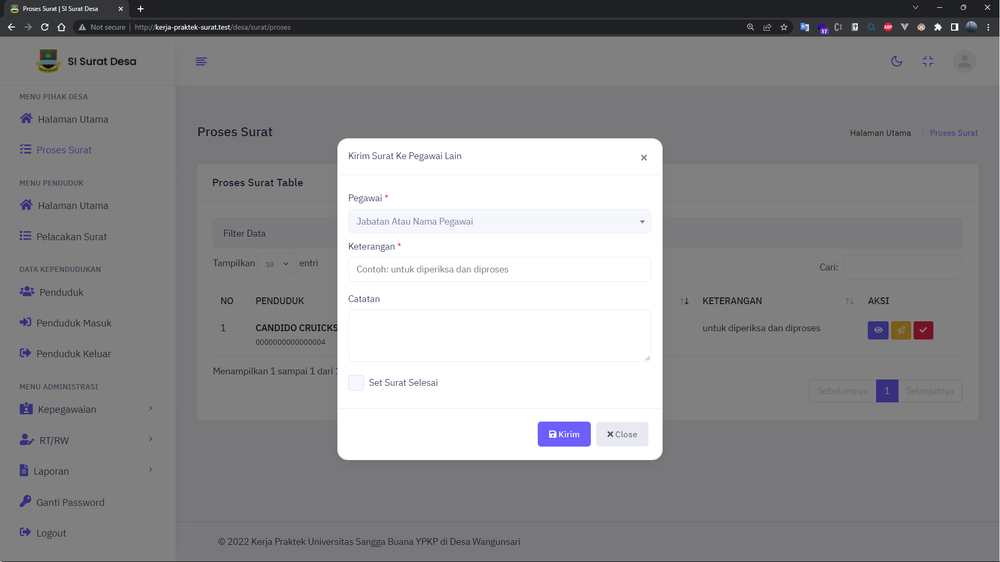 Proses Surat | SI Surat Desa
Not secure
http://kerja-praktek-surat.test/desa/surat/proses
17
ABP
SI Surat Desa
MENU PIHAK DESA
Halaman Utama
Proses Surat
MENU PENDUDUK
Halaman Utama
Pelacakan Surat
DATA KEPENDUDUKAN
Penduduk
Penduduk Masuk
Penduduk Keluar
MENU ADMINISTRASI
Kepegawaian
RT/RW
Laporan
Ganti Password
Logout
Proses Surat
Halaman Utama / Proses Surat
Proses Surat Table
Filter Data
Tampilkan 10 entri
Cari:
NO PENDUDUK KETERANGAN AKSI
1 CANDIDO CRUICKS untuk diperiksa dan diproses
0000000000000004
Menampilkan 1 sampai 1 dari
Sebelumnya 1 Selanjutnya
Kirim Surat Ke Pegawai Lain
Pegawai *
Jabatan Atau Nama Pegawai
Keterangan *
Contoh: untuk diperiksa dan diproses
Catatan
Set Surat Selesai
Kirim
Close
© 2022 Kerja Praktek Universitas Sangga Buana YPKP di Desa Wangunsari